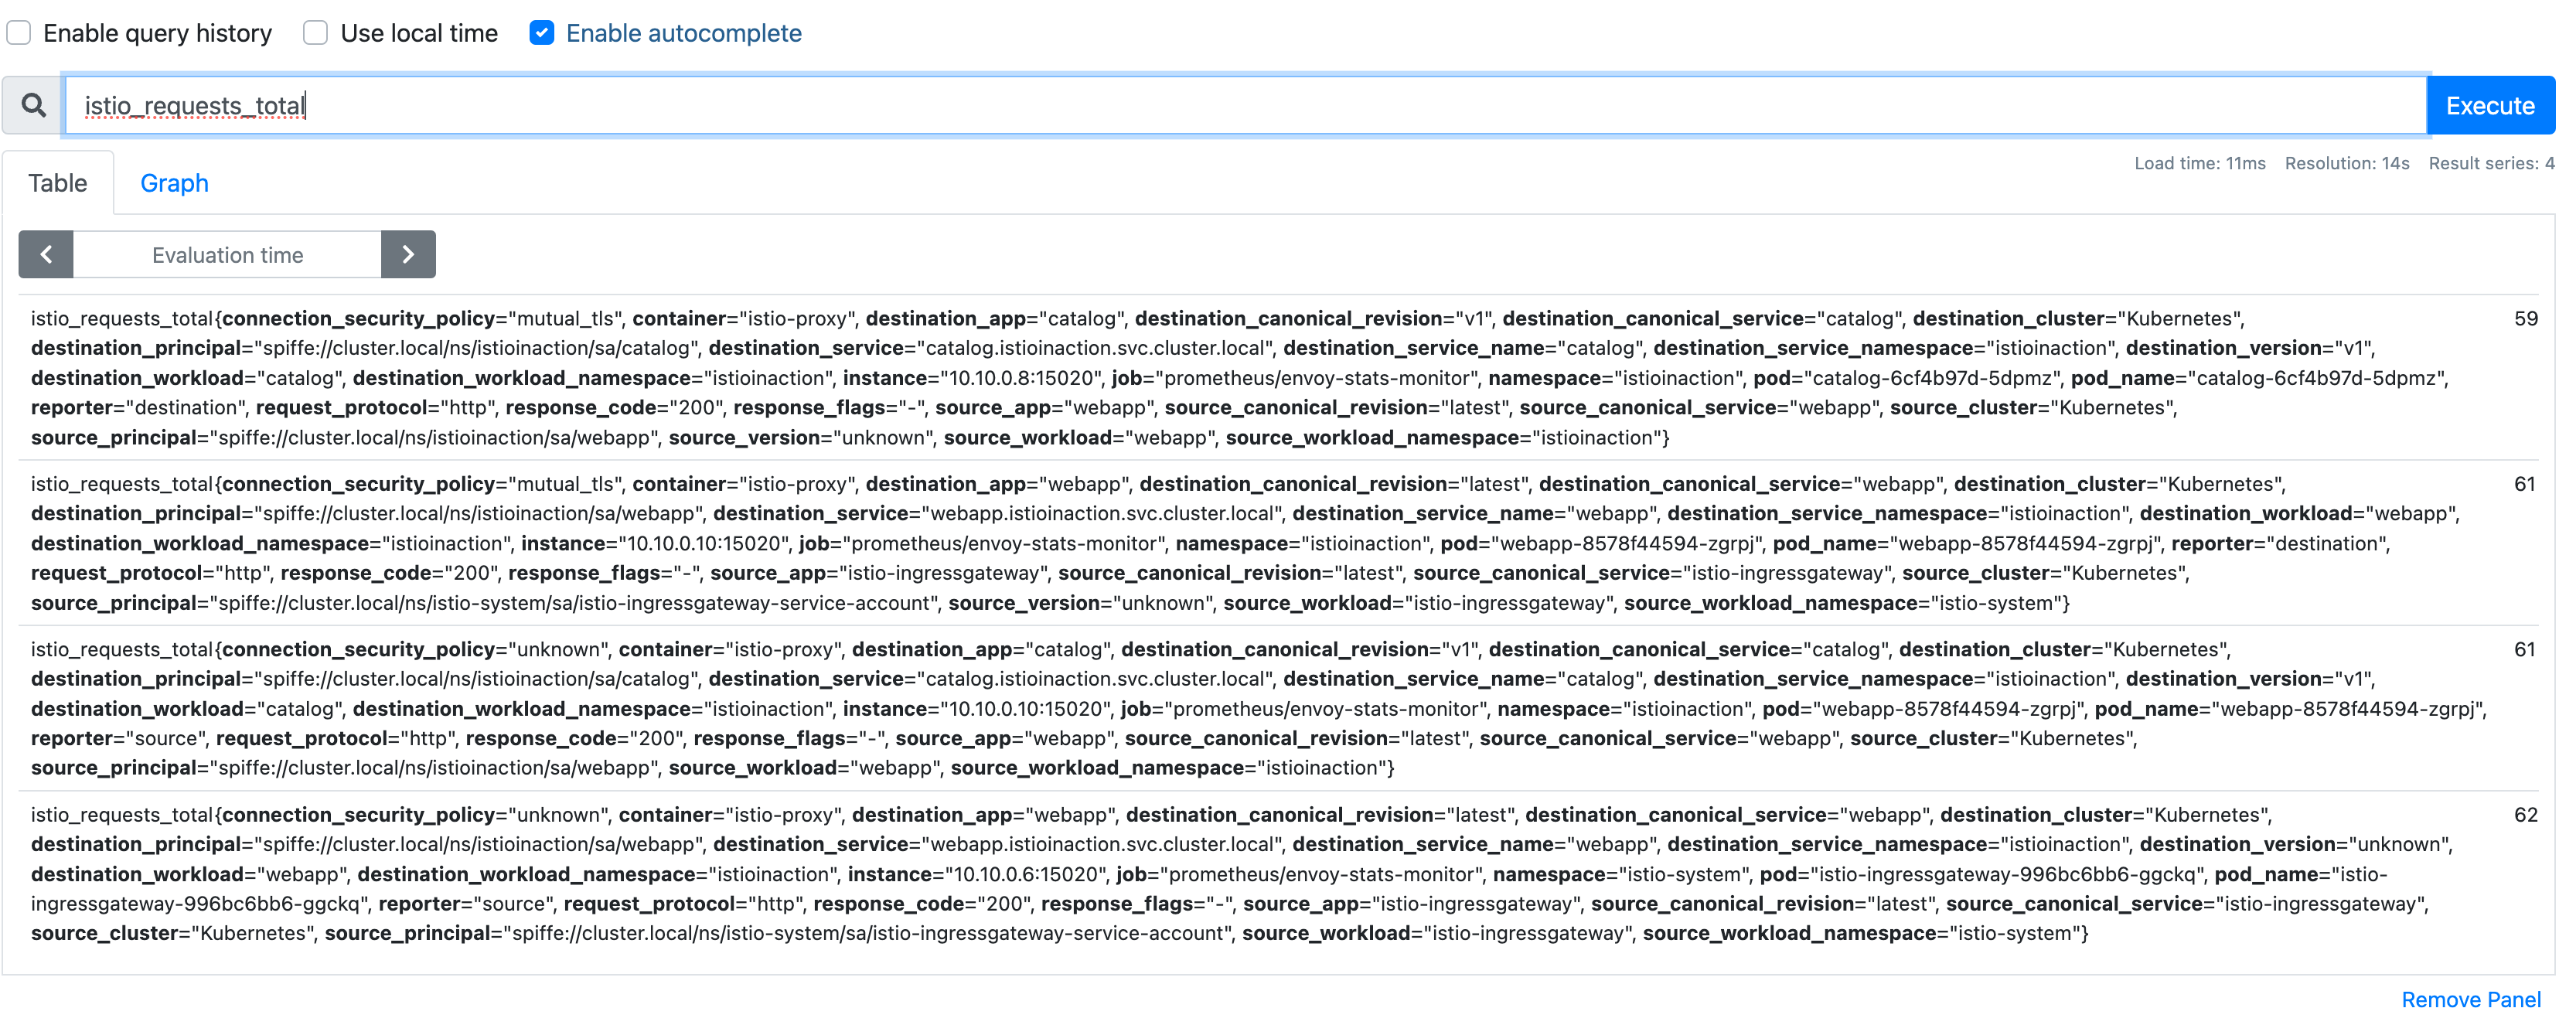 Enable query history Use local time Enable autocomplete
istio_requests_total Execute
Table Graph Load time: 11ms Resolution: 14s Result series: 4
Evaluation time
istio_requests_total{connection_security_policy="mutual_tls", container="istio-proxy", destination_app="catalog", destination_canonical_revision="v1", destination_canonical_service="catalog", destination_cluster="Kubernetes", 59
destination_principal="spiffe://cluster.local/ns/istioinaction/sa/catalog", destination_service="catalog.istioinaction.svc.cluster.local", destination_service_name="catalog", destination_service_namespace="istioinaction", destination_version="v1",
destination_workload="catalog", destination_workload_namespace="istioinaction", instance="10.10.0.8:15020", job="prometheus/envoy-stats-monitor", namespace="istioinaction", pod="catalog-6cf4b97d-5dpmz", pod_name="catalog-6cf4b97d-5dpmz",
reporter="destination", request_protocol="http", response_code="200", response_flags="-", source_app="webapp", source_canonical_revision="latest", source_canonical_service="webapp", source_cluster="Kubernetes",
source_principal="spiffe://cluster.local/ns/istioinaction/sa/webapp", source_version="unknown", source_workload="webapp", source_workload_namespace="istioinaction"}
istio_requests_total{connection_security_policy="mutual_tls", container="istio-proxy", destination_app="webapp", destination_canonical_revision="latest", destination_canonical_service="webapp", destination_cluster="Kubernetes", 61
destination_principal="spiffe://cluster.local/ns/istioinaction/sa/webapp", destination_service="webapp.istioinaction.svc.cluster.local", destination_service_name="webapp", destination_service_namespace="istioinaction", destination_workload="webapp",
destination_workload_namespace="istioinaction", instance="10.10.0.10:15020", job="prometheus/envoy-stats-monitor", namespace="istioinaction", pod="webapp-8578f44594-zgrpj", pod_name="webapp-8578f44594-zgrpj", reporter="destination",
request_protocol="http", response_code="200", response_flags="-", source_app="istio-ingressgateway", source_canonical_revision="latest", source_canonical_service="istio-ingressgateway", source_cluster="Kubernetes",
source_principal="spiffe://cluster.local/ns/istio-system/sa/istio-ingressgateway-service-account", source_version="unknown", source_workload="istio-ingressgateway", source_workload_namespace="istio-system"}
istio_requests_total{connection_security_policy="unknown", container="istio-proxy", destination_app="catalog", destination_canonical_revision="v1", destination_canonical_service="catalog", destination_cluster="Kubernetes", 61
destination_principal="spiffe://cluster.local/ns/istioinaction/sa/catalog", destination_service="catalog.istioinaction.svc.cluster.local", destination_service_name="catalog", destination_service_namespace="istioinaction", destination_version="v1",
destination_workload="catalog", destination_workload_namespace="istioinaction", instance="10.10.0.10:15020", job="prometheus/envoy-stats-monitor", namespace="istioinaction", pod="webapp-8578f44594-zgrpj", pod_name="webapp-8578f44594-zgrpj",
reporter="source", request_protocol="http", response_code="200", response_flags="-", source_app="webapp", source_canonical_revision="latest", source_canonical_service="webapp", source_cluster="Kubernetes",
source_principal="spiffe://cluster.local/ns/istioinaction/sa/webapp", source_workload="webapp", source_workload_namespace="istioinaction"}
istio_requests_total{connection_security_policy="unknown", container="istio-proxy", destination_app="webapp", destination_canonical_revision="latest", destination_canonical_service="webapp", destination_cluster="Kubernetes", 62
destination_principal="spiffe://cluster.local/ns/istioinaction/sa/webapp", destination_service="webapp.istioinaction.svc.cluster.local", destination_service_name="webapp", destination_service_namespace="istioinaction", destination_version="unknown",
destination_workload="webapp", destination_workload_namespace="istioinaction", instance="10.10.0.6:15020", job="prometheus/envoy-stats-monitor", namespace="istio-system", pod="istio-ingressgateway-996bc6bb6-ggckq", pod_name="istio-
ingressgateway-996bc6bb6-ggckq", reporter="source", request_protocol="http", response_code="200", response_flags="-", source_app="istio-ingressgateway", source_canonical_revision="latest", source_canonical_service="istio-ingressgateway",
source_cluster="Kubernetes", source_principal="spiffe://cluster.local/ns/istio-system/sa/istio-ingressgateway-service-account", source_workload="istio-ingressgateway", source_workload_namespace="istio-system"}
Remove Panel